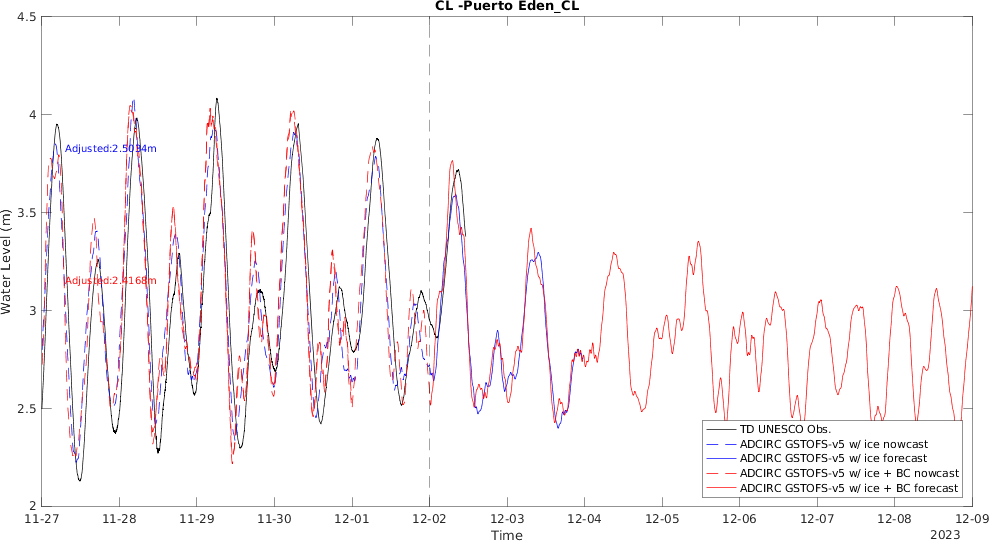 CL -Puerto Eden_CL
4.5
4
3.5
3
2.5
2
Water Level (m)
Adjusted:2.5034m
Adjusted:2.4168m
TD UNESCO Obs.
ADCIRC GSTOFS-v5 w/ ice nowcast
ADCIRC GSTOFS-v5 w/ ice forecast
ADCIRC GSTOFS-v5 w/ ice + BC nowcast
ADCIRC GSTOFS-v5 w/ ice + BC forecast
11-27 11-28 11-29 11-30 12-01 12-02 12-03 12-04 12-05 12-06 12-07 12-08 12-09
Time
2023